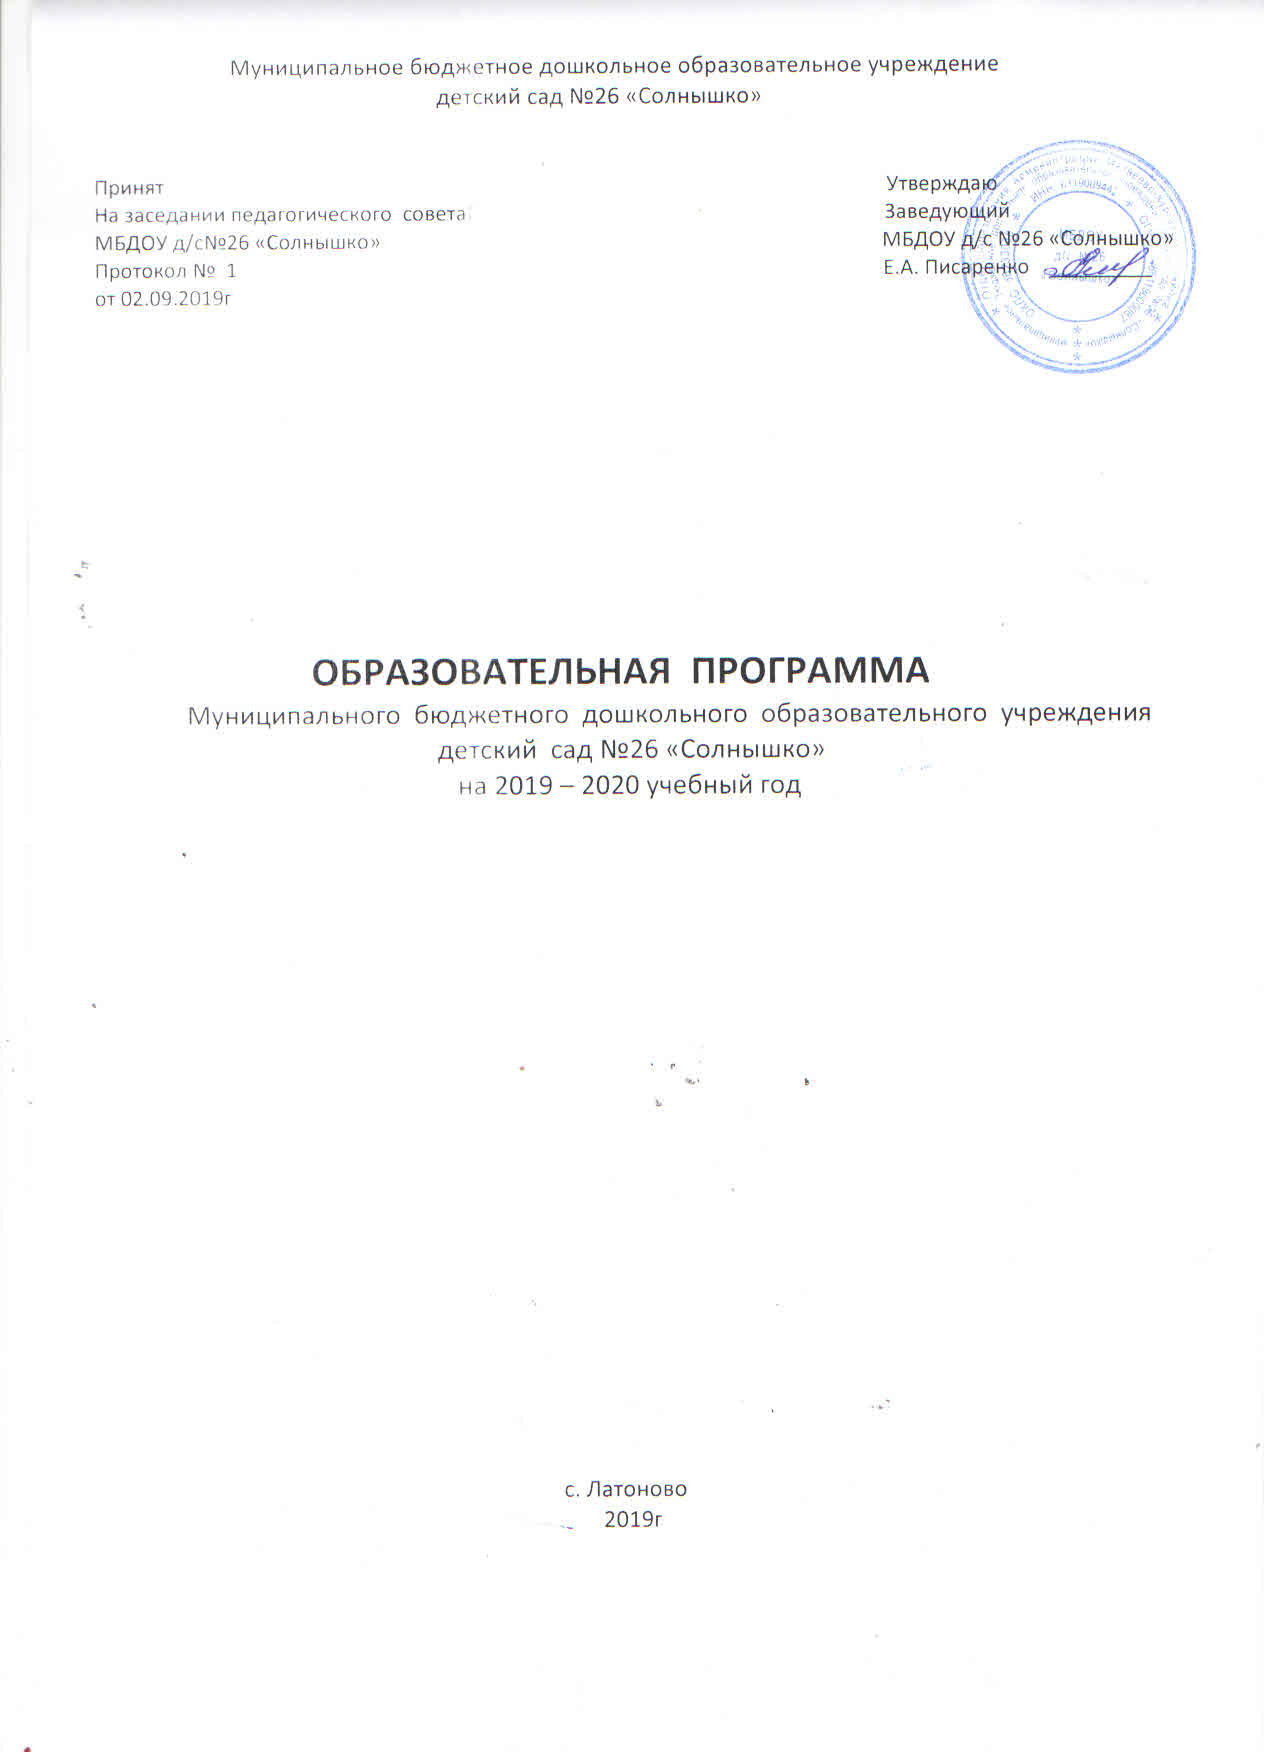 Муниципальное бюджетное дошкольное образовательное учреждение
детский сад №26 «Солнышко»
Принят
На заседании педагогического совета
МБДОУ д/с№26 «Солнышко»
Протокол № 1
от 02.09.2019г
Утверждаю
Заведующий
МБДОУ д/с №26 «Солнышко»
Е.А. Писаренко
ОБРАЗОВАТЕЛЬНАЯ ПРОГРАММА
Муниципального бюджетного дошкольного образовательного учреждения
детский сад №26 «Солнышко»
на 2019 – 2020 учебный год
с. Латоново
2019г